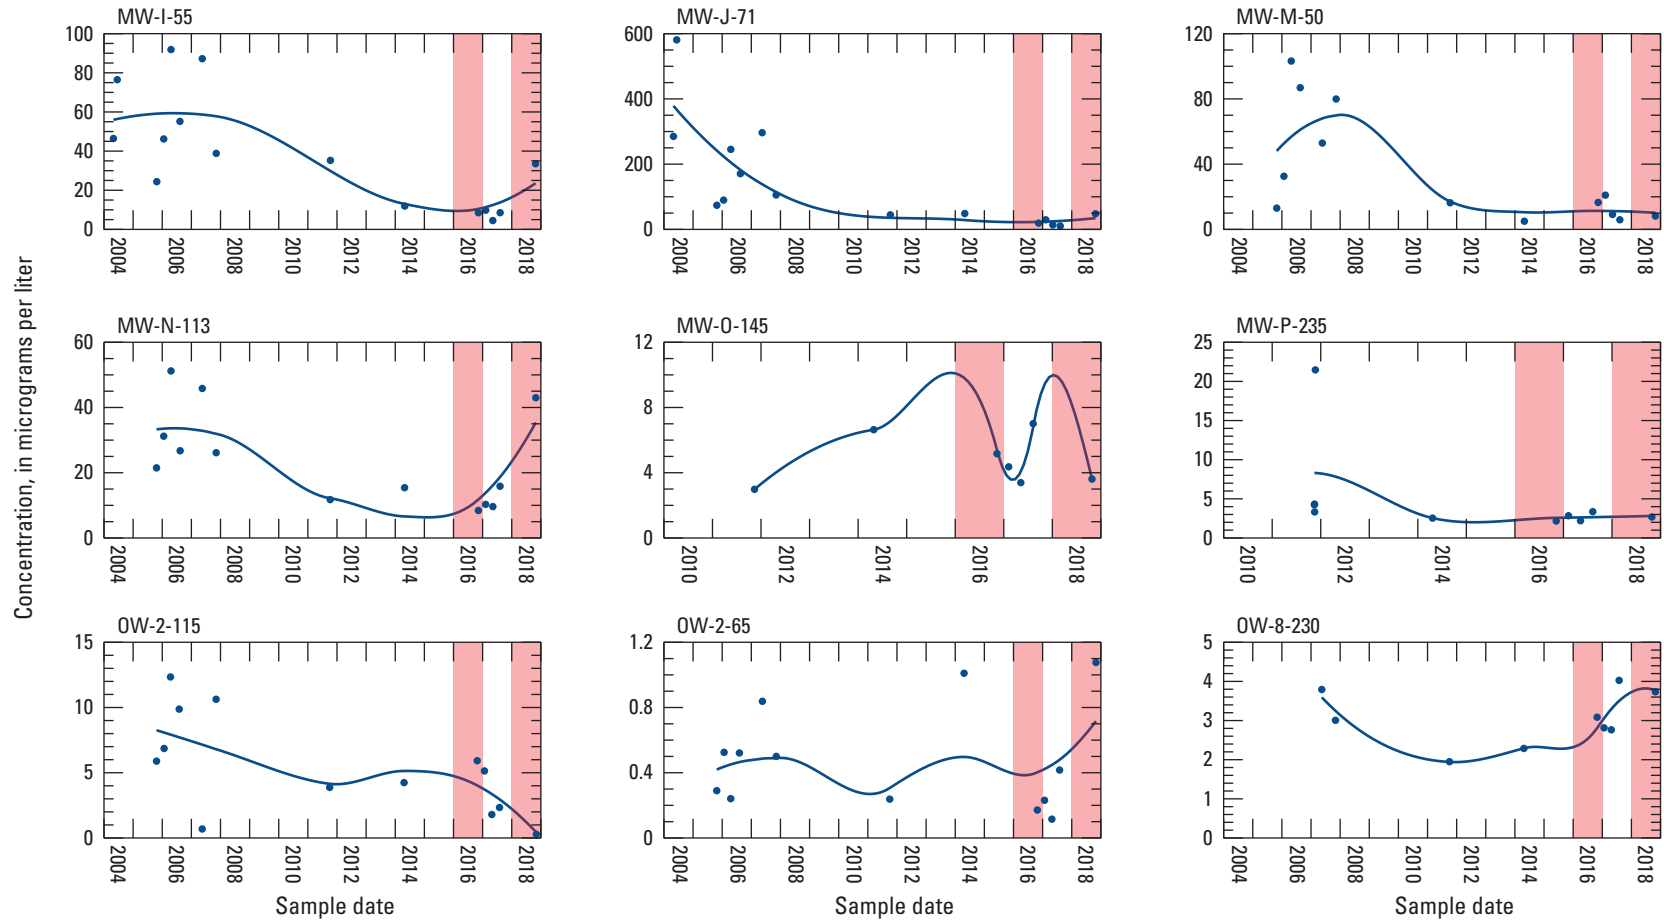 MW-I-55
100
80
60
40
20
0
2004 2006 2008 2010 2012 2014 2016 2018
MW-J-71
600
400
200
0
2004 2006 2008 2010 2012 2014 2016 2018
MW-M-50
120
80
40
0
2004 2006 2008 2010 2012 2014 2016 2018
Concentration, in micrograms per liter
MW-N-113
60
40
20
0
2004 2006 2008 2010 2012 2014 2016 2018
MW-O-145
12
8
4
0
2010 2012 2014 2016 2018
MW-P-235
25
20
15
10
5
0
2010 2012 2014 2016 2018
OW-2-115
15
10
5
0
2004 2006 2008 2010 2012 2014 2016 2018
Sample date
OW-2-65
1.2
0.8
0.4
0
2004 2006 2008 2010 2012 2014 2016 2018
Sample date
OW-8-230
5
4
3
2
1
0
2004 2006 2008 2010 2012 2014 2016 2018
Sample date